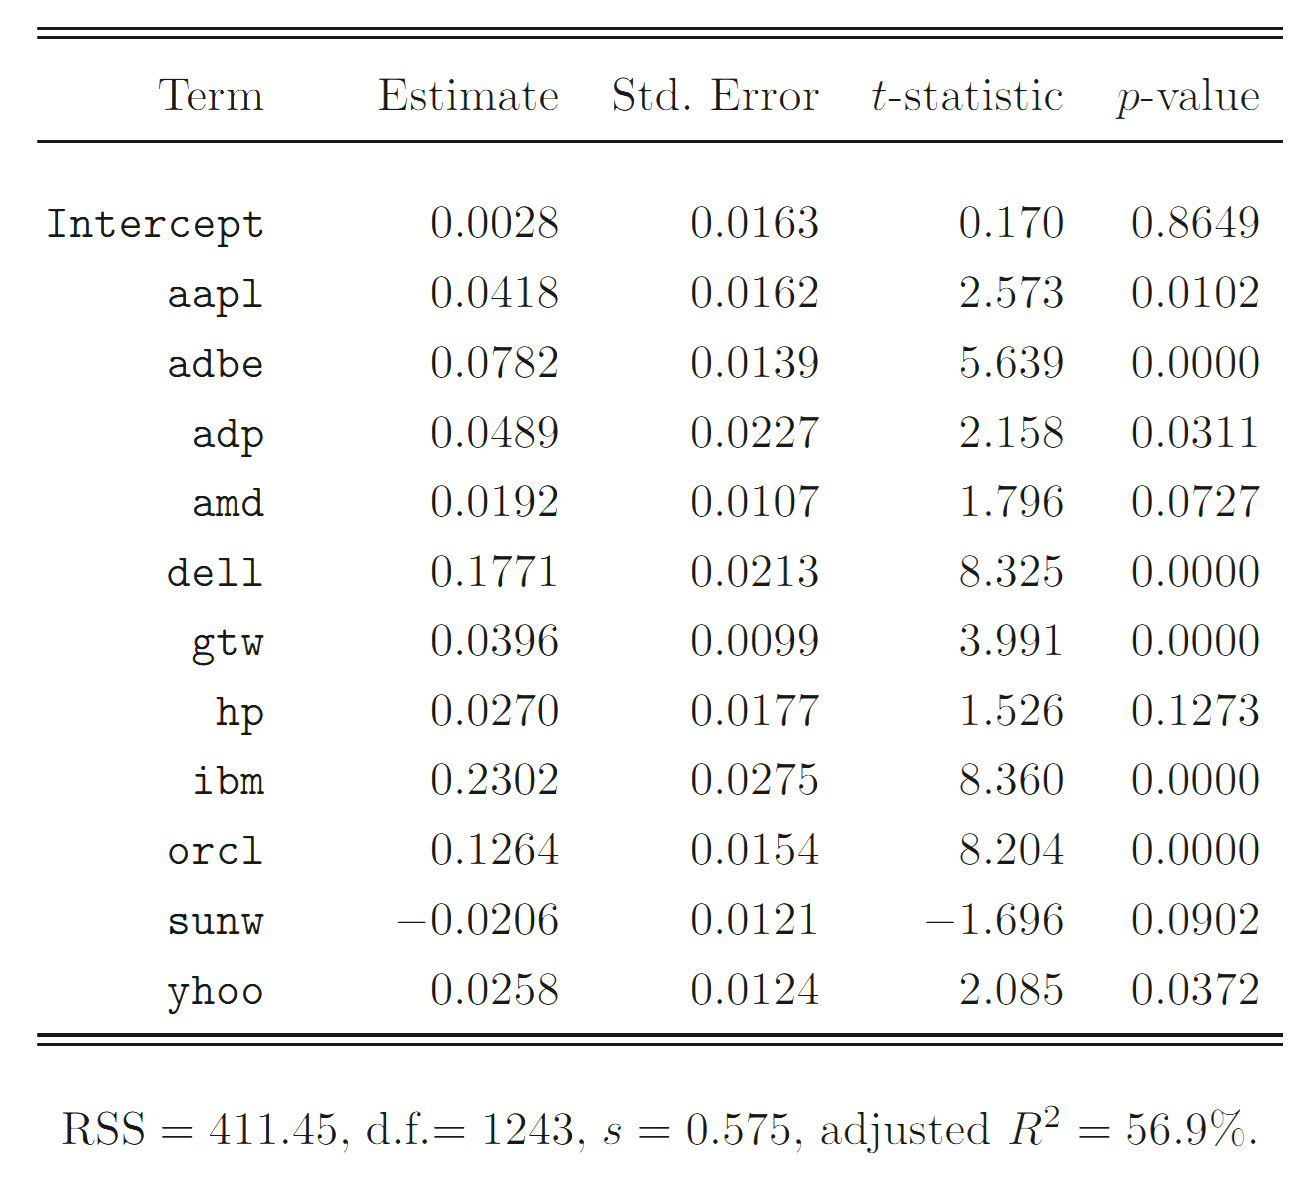 Term Estimate Std. Error t-statistic p-value
Intercept 0.0028 0.0163 0.170 0.8649
aapl 0.0418 0.0162 2.573 0.0102
adbe 0.0782 0.0139 5.639 0.0000
adp 0.0489 0.0227 2.158 0.0311
amd 0.0192 0.0107 1.796 0.0727
dell 0.1771 0.0213 8.325 0.0000
gtw 0.0396 0.0099 3.991 0.0000
hp 0.0270 0.0177 1.526 0.1273
ibm 0.2302 0.0275 8.360 0.0000
orcl 0.1264 0.0154 8.204 0.0000
sunw −0.0206 0.0121 −1.696 0.0902
yhoo 0.0258 0.0124 2.085 0.0372
RSS = 411.45, d.f.= 1243, s = 0.575, adjusted R² = 56.9%.